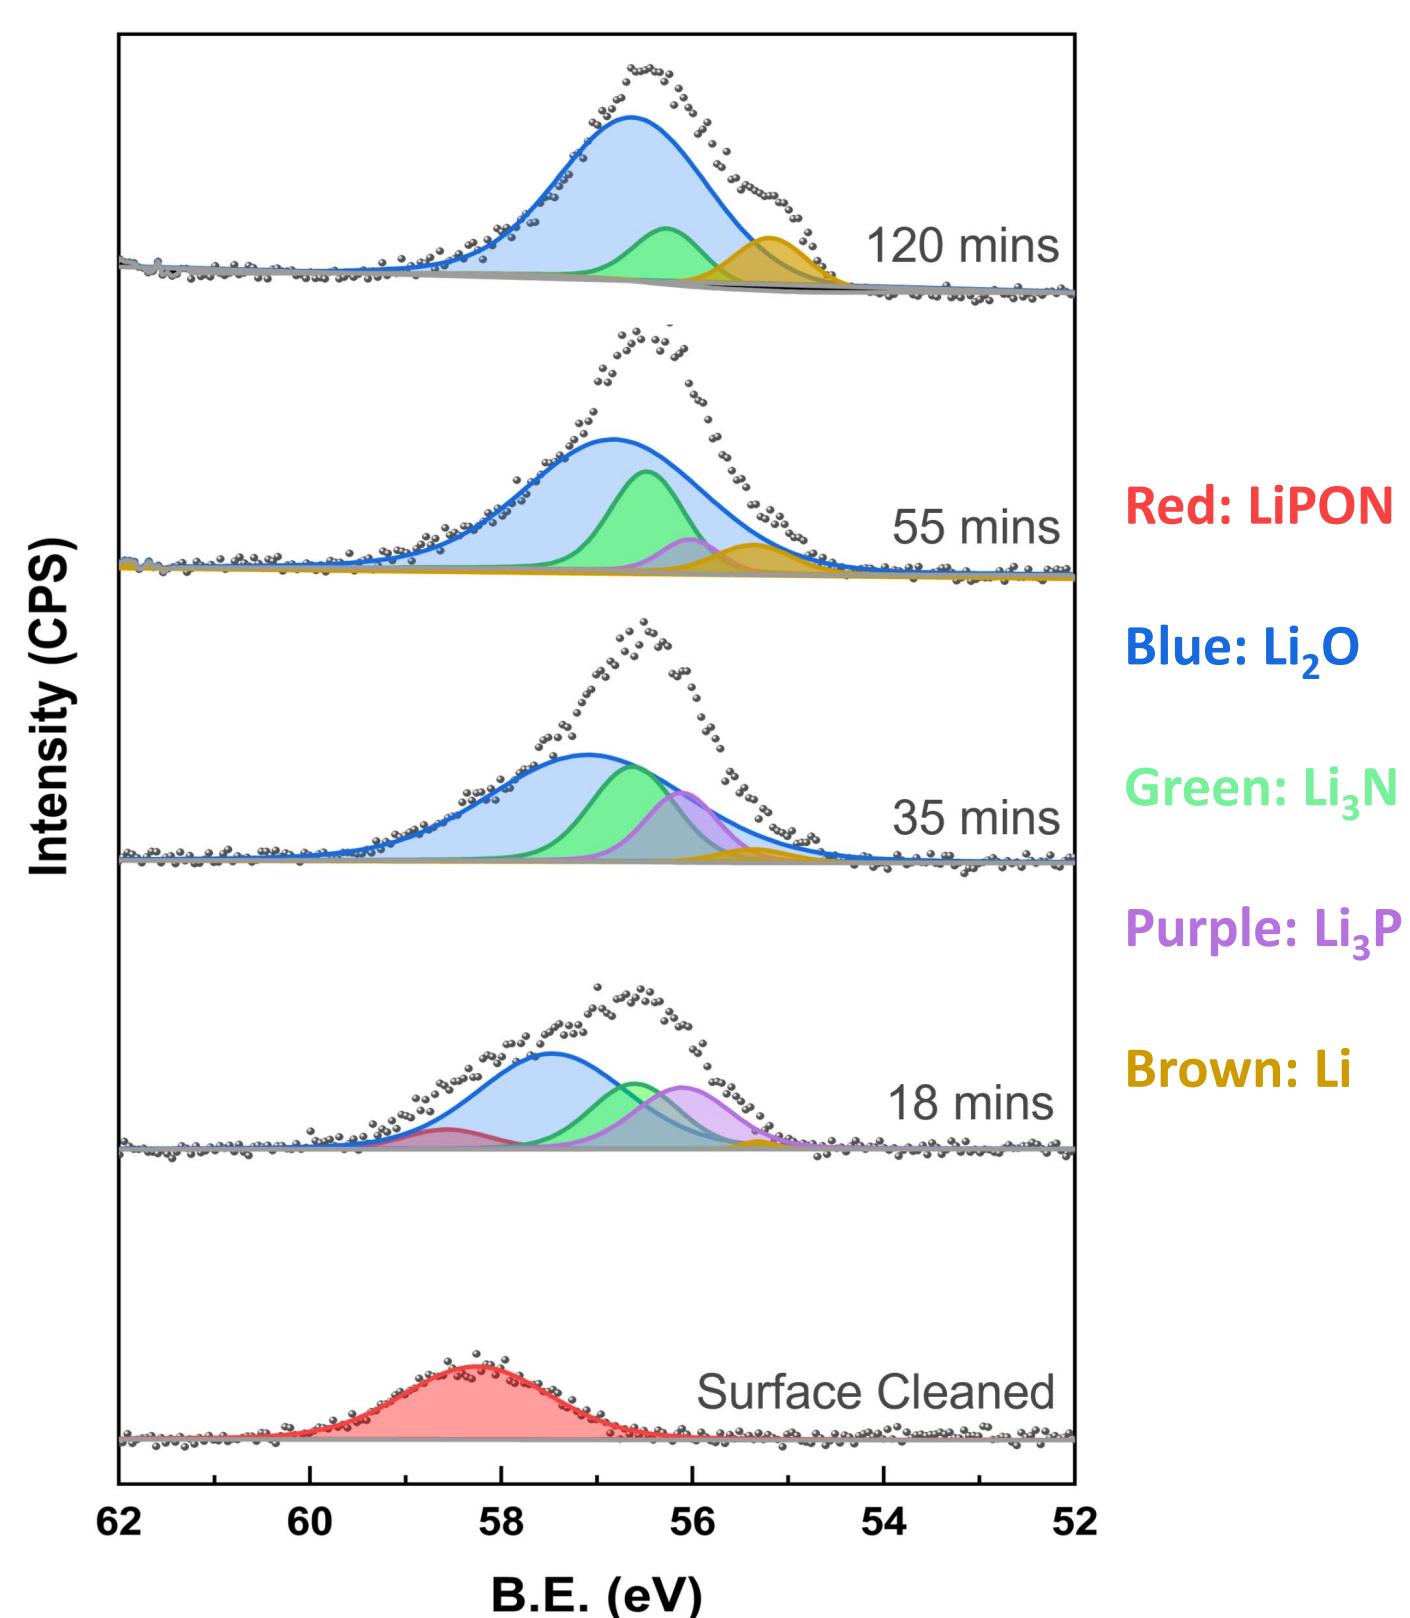 120 mins
55 mins
35 mins
18 mins
Surface Cleaned
Intensity (CPS)
62 60 58 56 54 52
B.E. (eV)
Red: LiPON
Blue: Li₂O
Green: Li₃N
Purple: Li₃P
Brown: Li